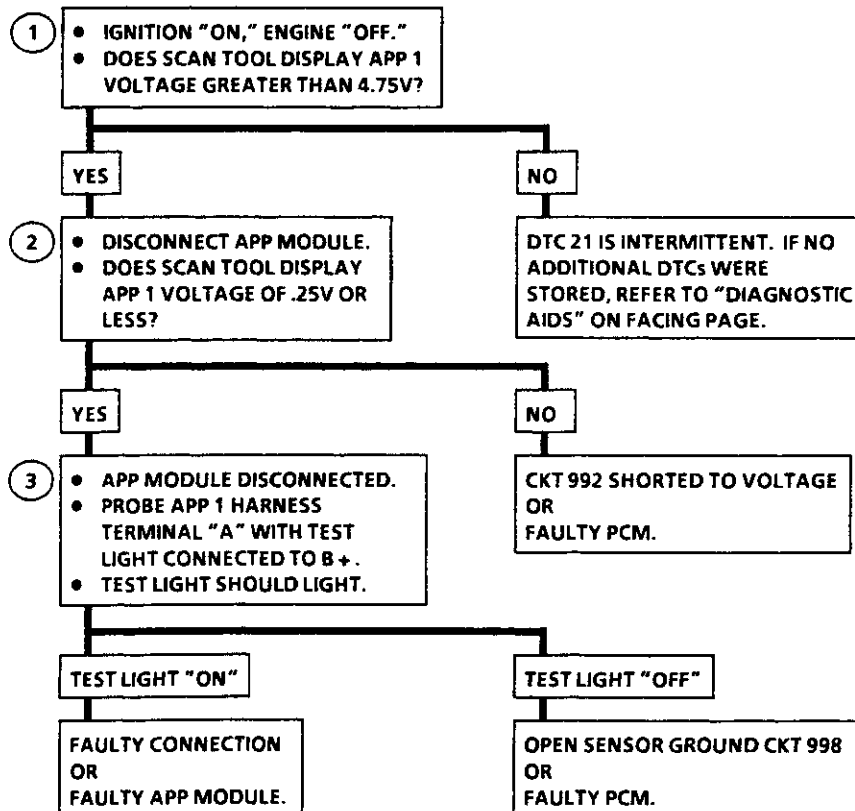 1
• IGNITION "ON," ENGINE "OFF."
• DOES SCAN TOOL DISPLAY APP 1
VOLTAGE GREATER THAN 4.75V?
YES
NO
2
• DISCONNECT APP MODULE.
• DOES SCAN TOOL DISPLAY
APP 1 VOLTAGE OF .25V OR
LESS?
DTC 21 IS INTERMITTENT. IF NO
ADDITIONAL DTCs WERE
STORED, REFER TO "DIAGNOSTIC
AIDS" ON FACING PAGE.
YES
NO
3
• APP MODULE DISCONNECTED.
• PROBE APP 1 HARNESS
TERMINAL "A" WITH TEST
LIGHT CONNECTED TO B+.
• TEST LIGHT SHOULD LIGHT.
CKT 992 SHORTED TO VOLTAGE
OR
FAULTY PCM.
TEST LIGHT "ON"
TEST LIGHT "OFF"
FAULTY CONNECTION
OR
FAULTY APP MODULE.
OPEN SENSOR GROUND CKT 998
OR
FAULTY PCM.